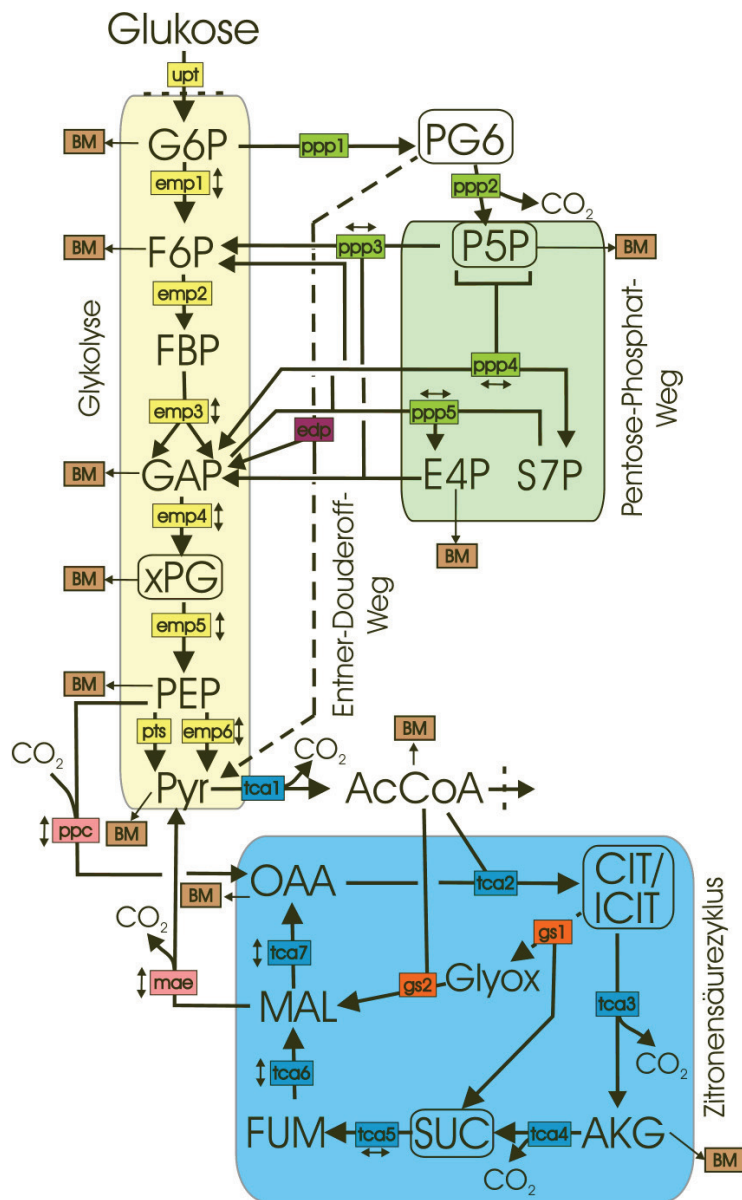 Glukose
upt
BM
G6P
ppp1
PG6
emp1
ppp2
CO2
BM
F6P
ppp3
P5P
BM
emp2
FBP
Glykolyse
ppp4
Pentose-Phosphat-
Weg
emp3
ppp5
edp
BM
GAP
E4P
S7P
emp4
BM
Entner-Douderoff-
Weg
BM
xPG
emp5
BM
PEP
pts
emp6
BM
CO2
CO2
Pyr
tca1
AcCoA
ppc
BM
BM
OAA
tca2
CIT/
ICIT
Zitronensäurezyklus
CO2
tca7
gs1
mae
gs2
Glyox
MAL
tca3
CO2
tca6
FUM
tca5
SUC
tca4
AKG
CO2
BM